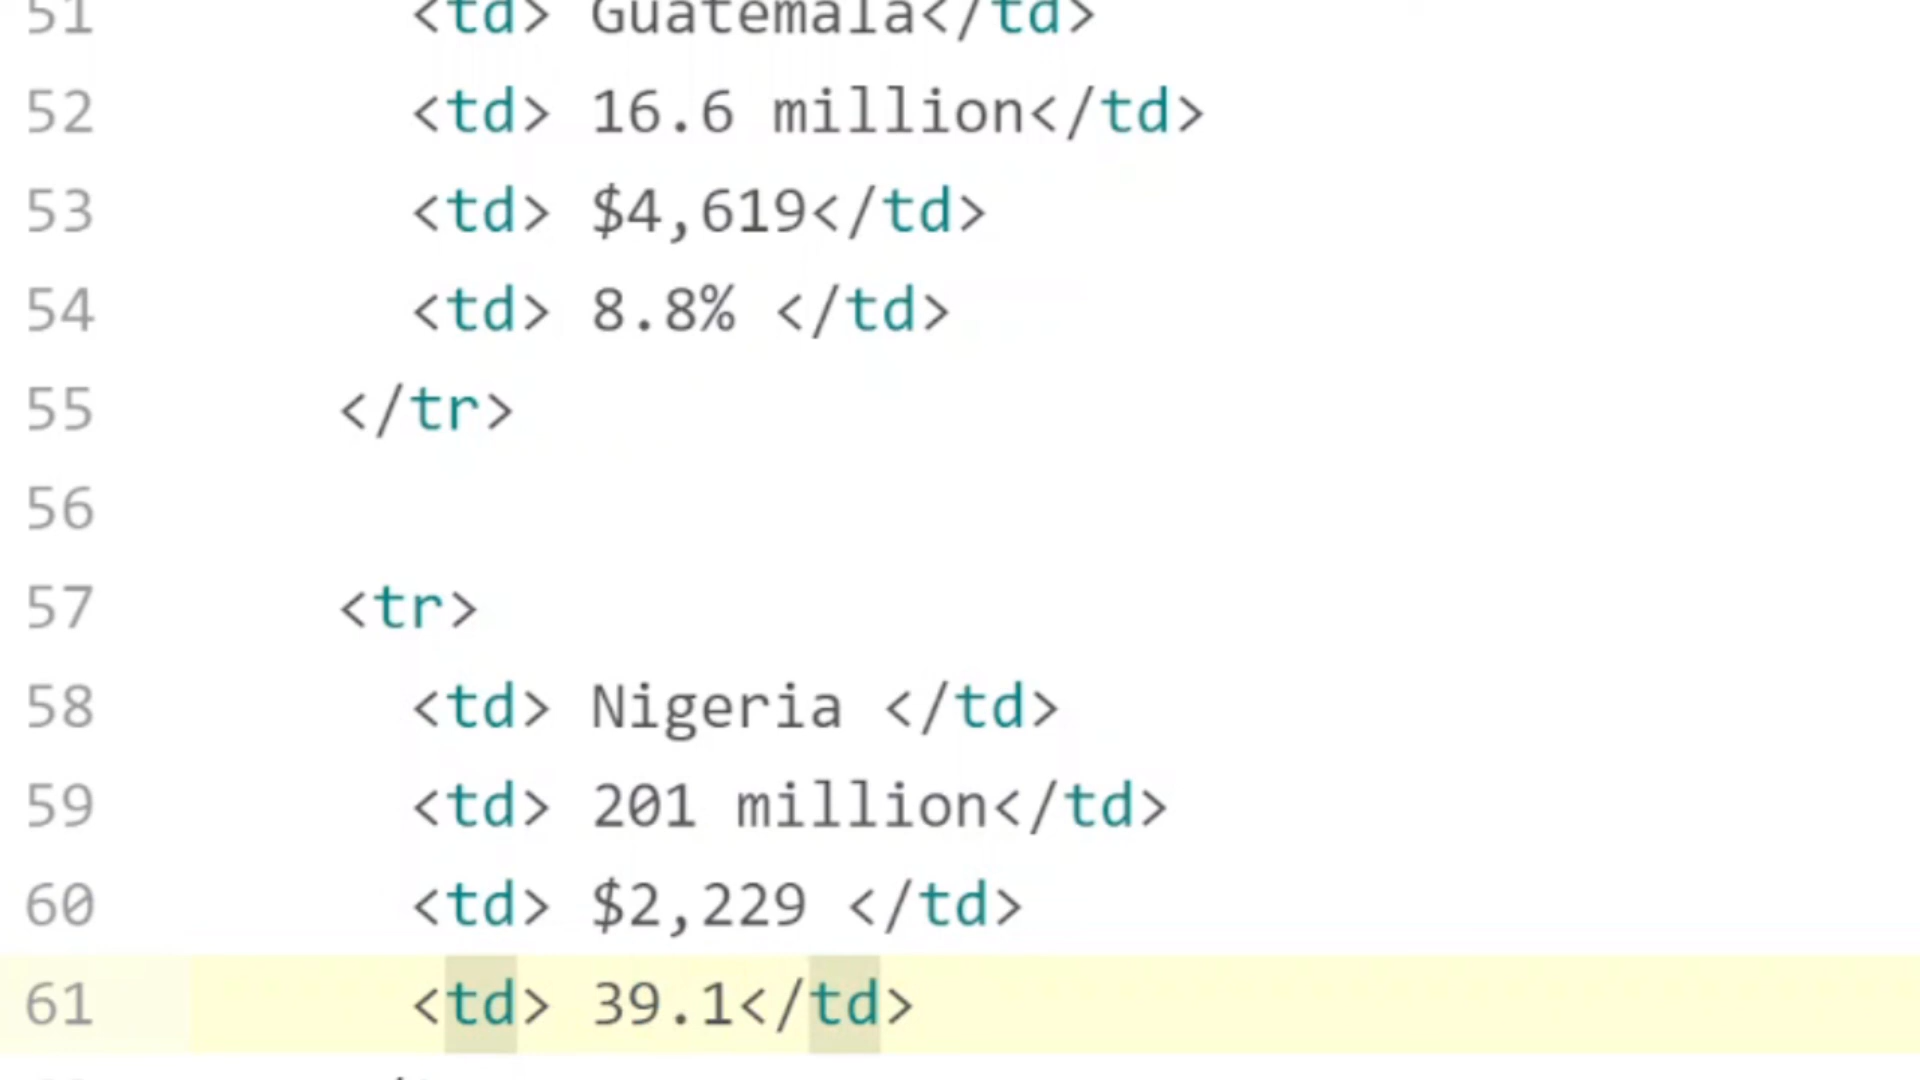 51 <td> Guatemala</td>
52 <td> 16.6 million</td>
53 <td> $4,619</td>
54 <td> 8.8% </td>
55 </tr>
56
57 <tr>
58 <td> Nigeria </td>
59 <td> 201 million</td>
60 <td> $2,229 </td>
61 <td> 39.1</td>